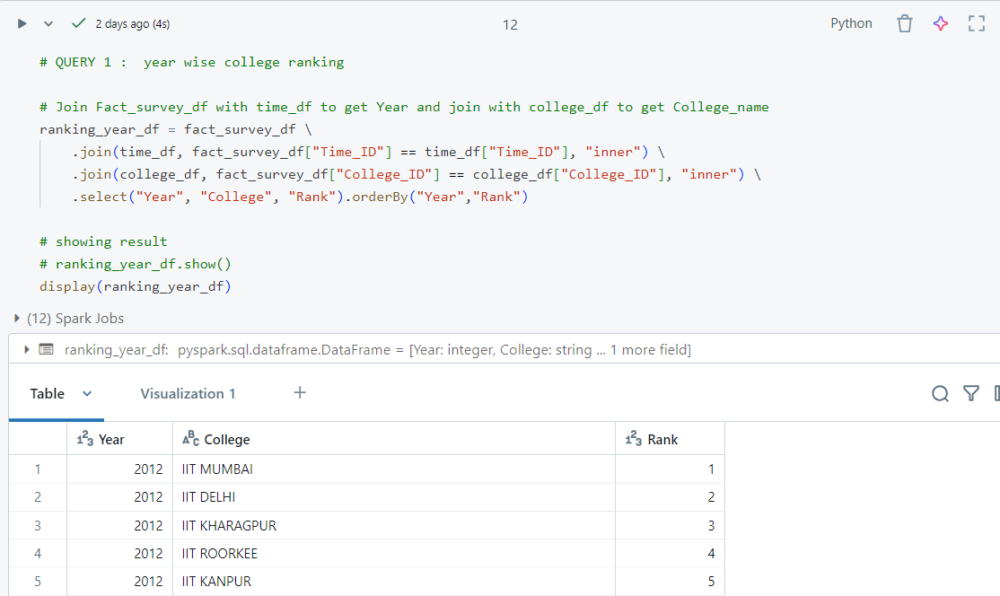 2 days ago (4s)
12
Python
# QUERY 1 :  year wise college ranking
# Join Fact_survey_df with time_df to get Year and join with college_df to get College_name
ranking_year_df = fact_survey_df \
.join(time_df, fact_survey_df["Time_ID"] == time_df["Time_ID"], "inner") \
.join(college_df, fact_survey_df["College_ID"] == college_df["College_ID"], "inner") \
.select("Year", "College", "Rank").orderBy("Year","Rank")
# showing result
# ranking_year_df.show()
display(ranking_year_df)
(12) Spark Jobs
ranking_year_df: pyspark.sql.dataframe.DataFrame = [Year: integer, College: string ... 1 more field]
Table Visualization 1 +
123 Year ABC College 123 Rank
1 2012 IIT MUMBAI 1
2 2012 IIT DELHI 2
3 2012 IIT KHARAGPUR 3
4 2012 IIT ROORKEE 4
5 2012 IIT KANPUR 5